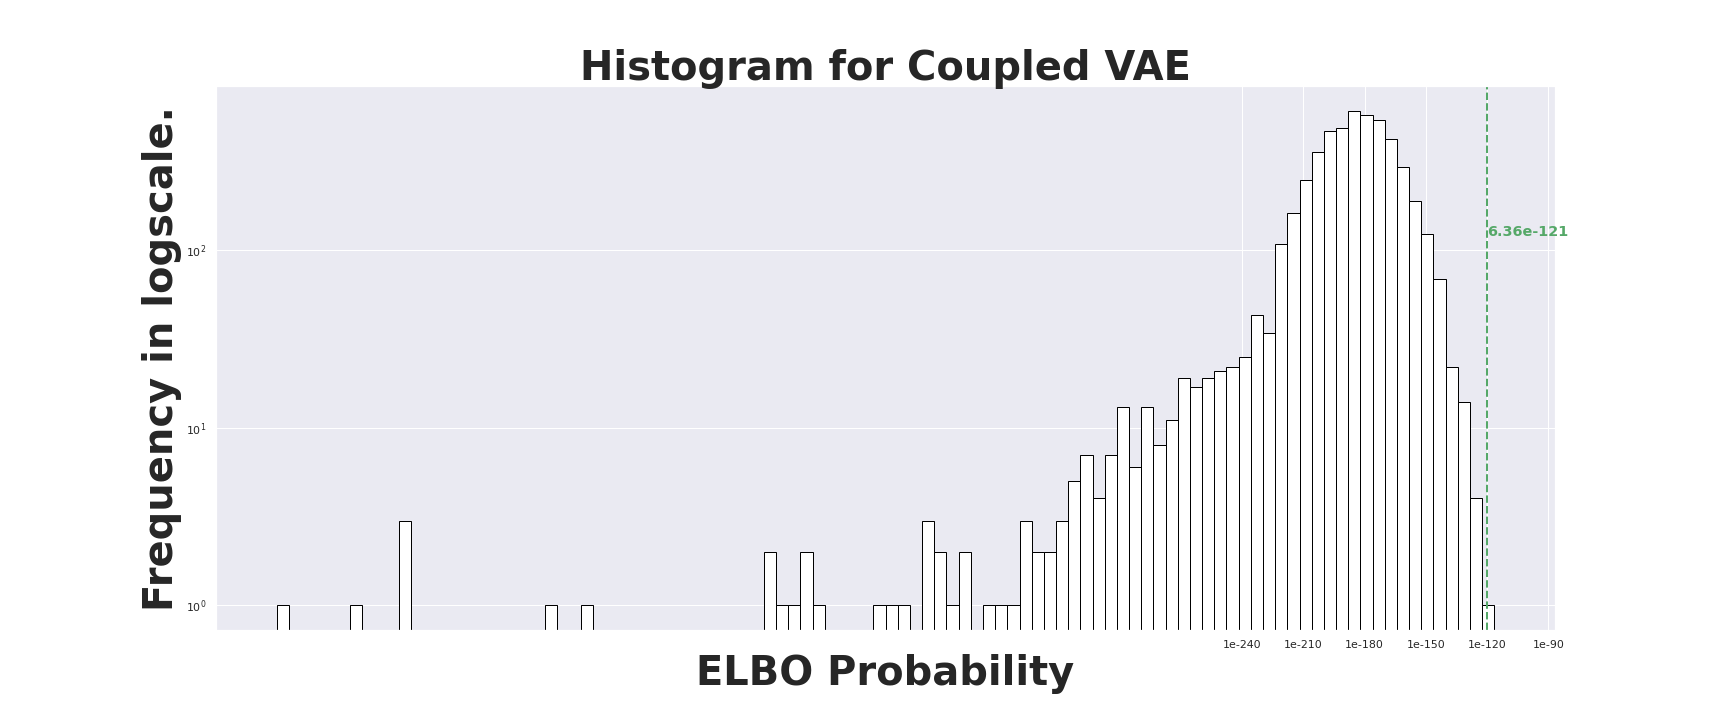 Histogram for Coupled VAE
Frequency in logscale.
10²
10¹
10⁰
6.36e-121
1e-240 1e-210 1e-180 1e-150 1e-120 1e-90
ELBO Probability